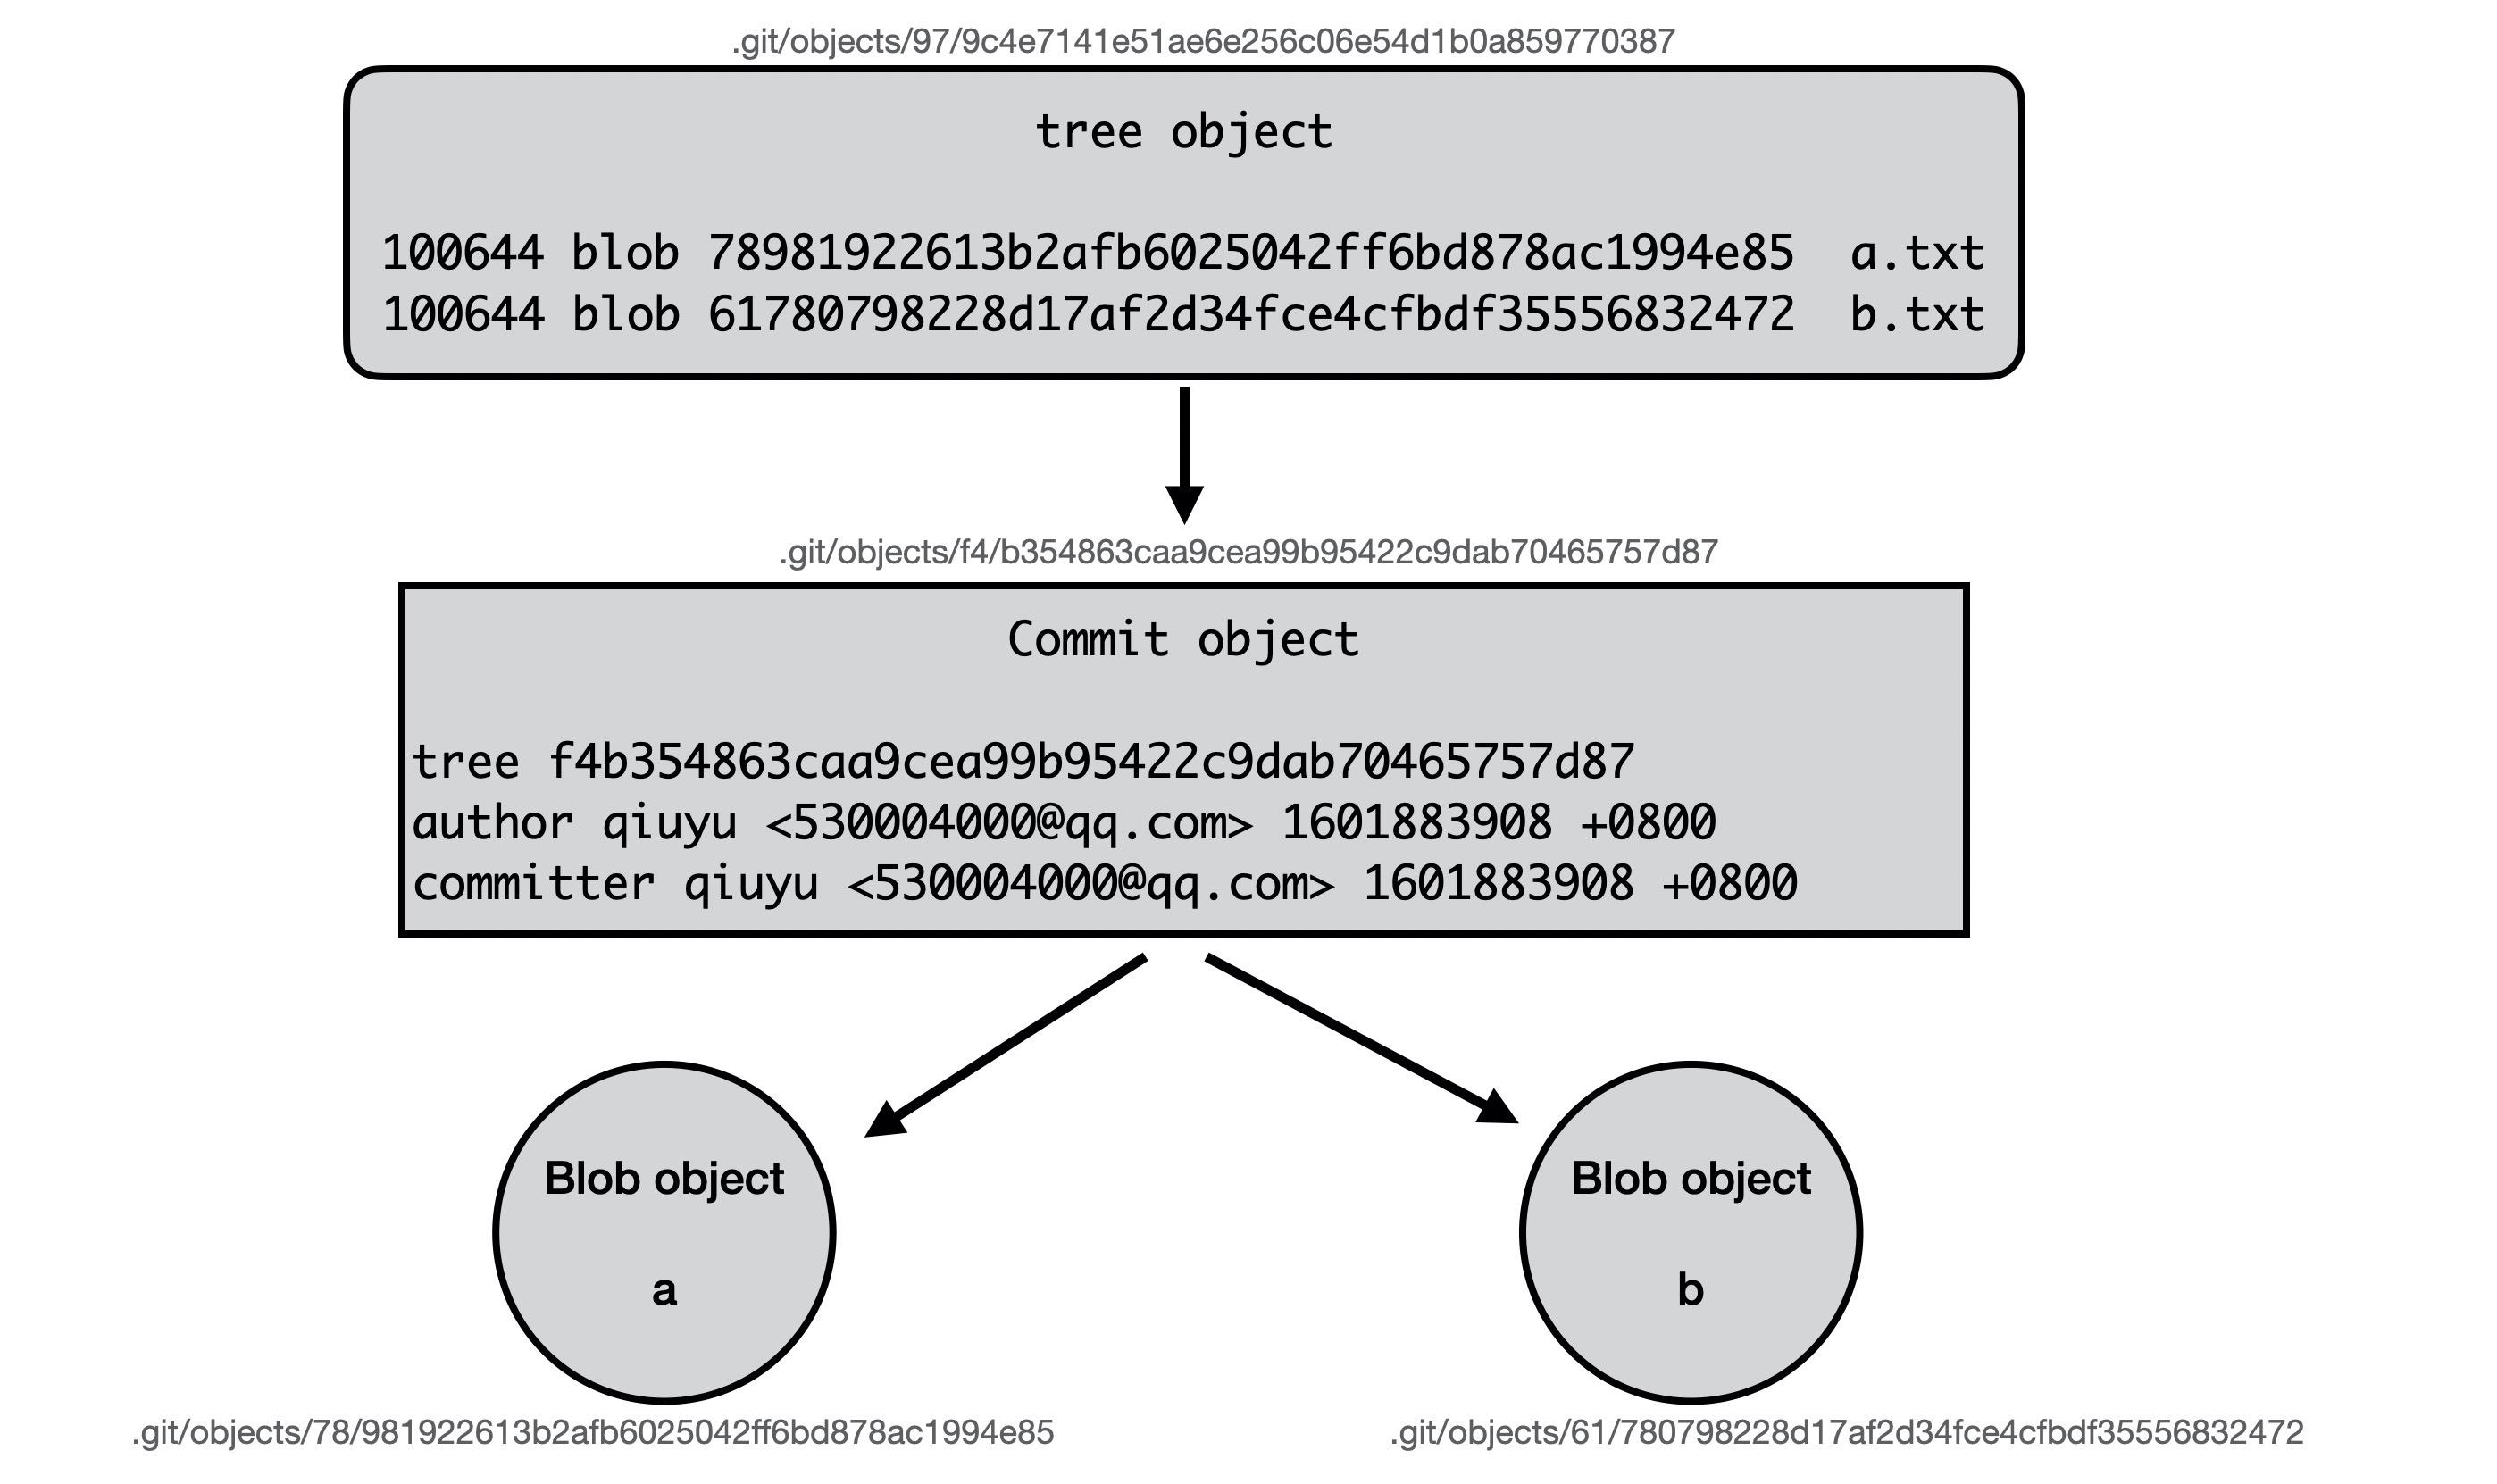 .git/objects/97/9c4e7141e51ae6e256c06e54d1b0a859770387
tree object
100644 blob 78981922613b2afb6025042ff6bd878ac1994e85  a.txt
100644 blob 61780798228d17af2d34fce4cfbdf35556832472  b.txt
.git/objects/f4/b354863caa9cea99b95422c9dab70465757d87
Commit object
tree f4b354863caa9cea99b95422c9dab70465757d87
author qiuyu <530004000@qq.com> 1601883908 +0800
committer qiuyu <530004000@qq.com> 1601883908 +0800
Blob object
a
Blob object
b
.git/objects/78/981922613b2afb6025042ff6bd878ac1994e85
.git/objects/61/780798228d17af2d34fce4cfbdf35556832472